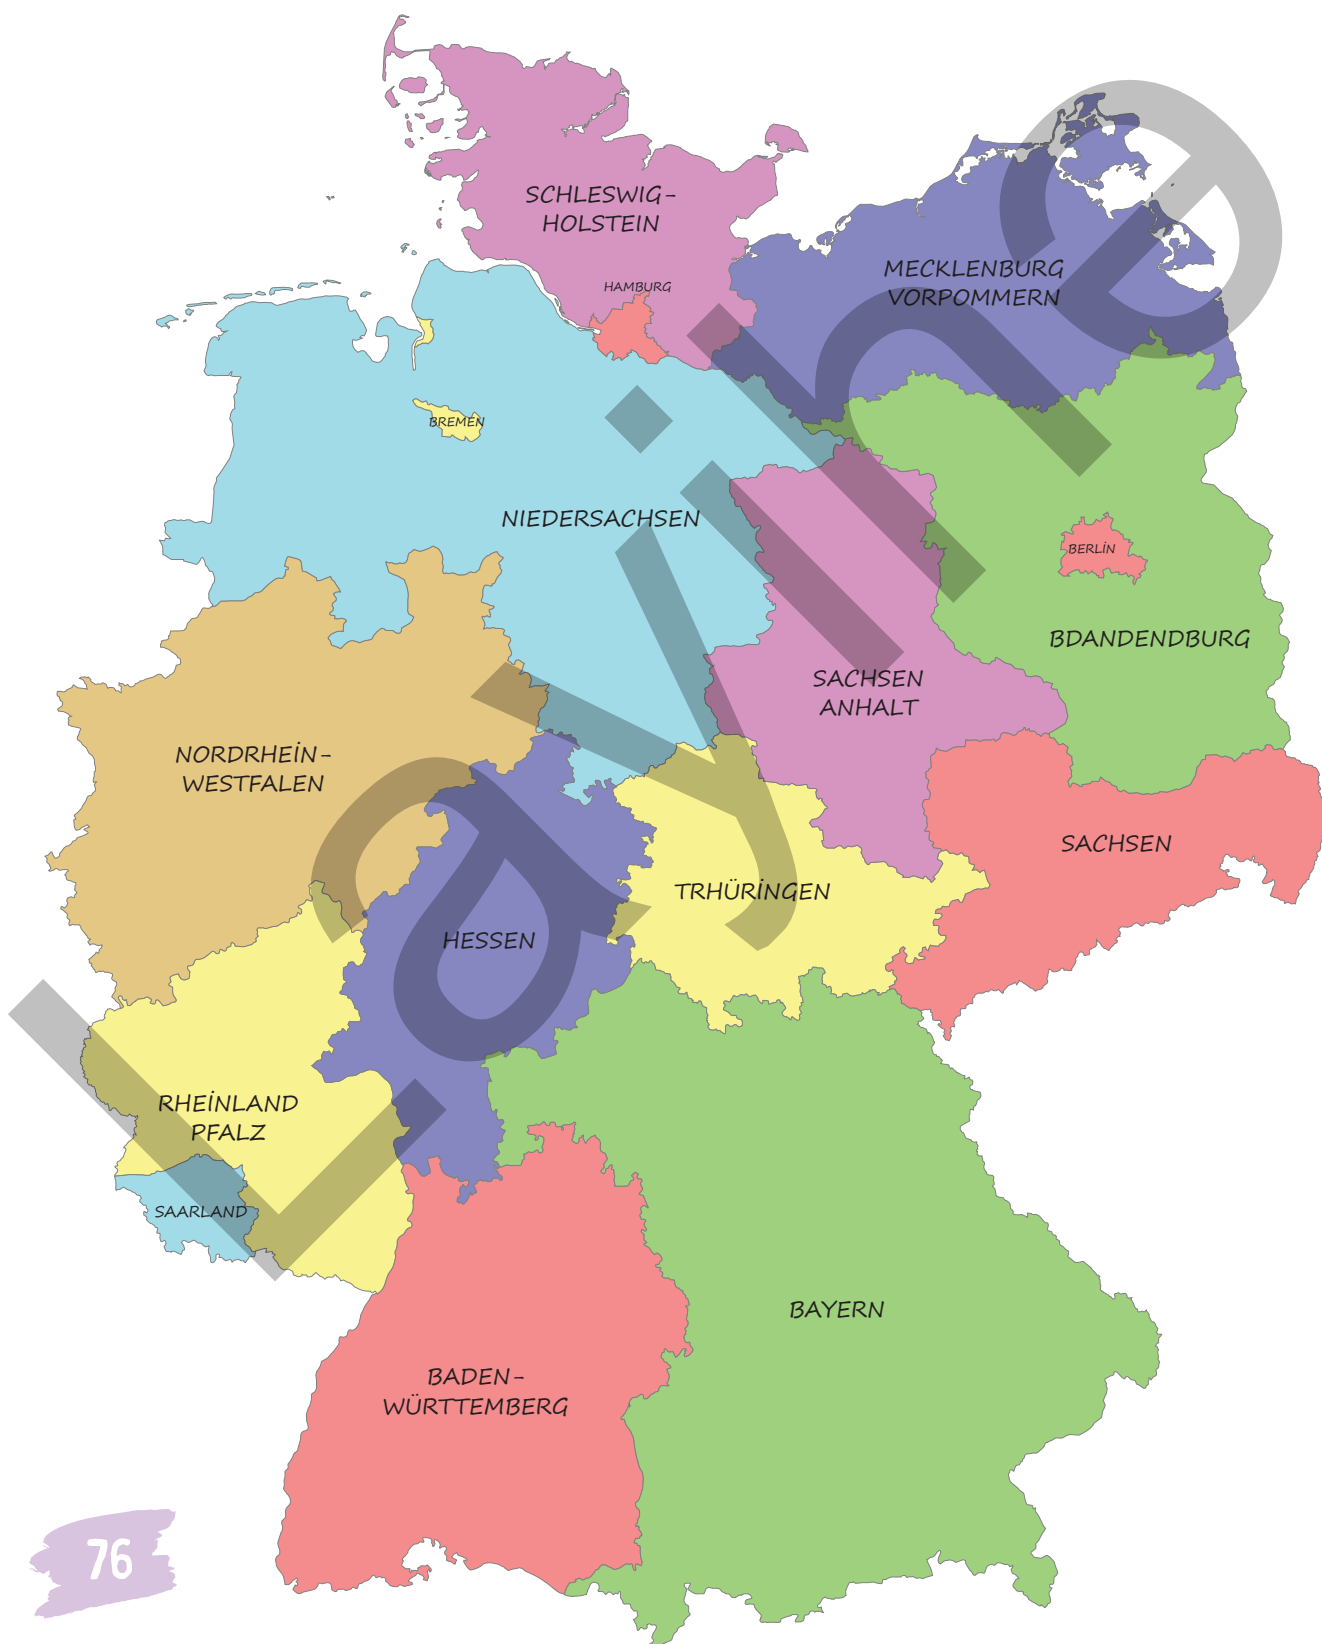 SCHLESWIG-
HOLSTEIN
HAMBURG
MECKLENBURG
VORPOMMERN
BREMEN
NIEDERSACHSEN
BERLİN
BDANDENDBURG
SACHSEN
ANHALT
NORDRHEİN-
WESTFALEN
SACHSEN
TRHÜRİNGEN
HESSEN
RHEİNLAND
PFALZ
SAARLAND
BAYERN
BADEN-
WÜRTTEMBERG
76
Layiine